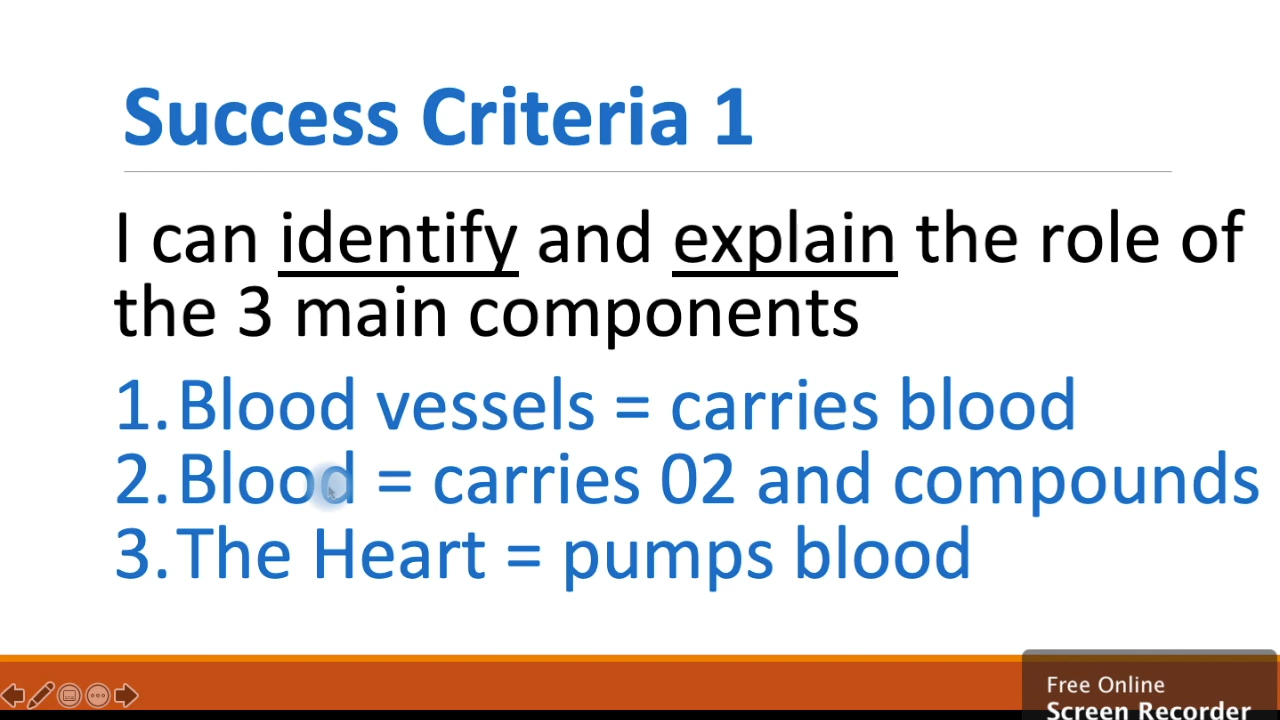 Success Criteria 1
I can identify and explain the role of
the 3 main components
1. Blood vessels = carries blood
2. Blood = carries 02 and compounds
3. The Heart = pumps blood
Free Online
Screen Recorder